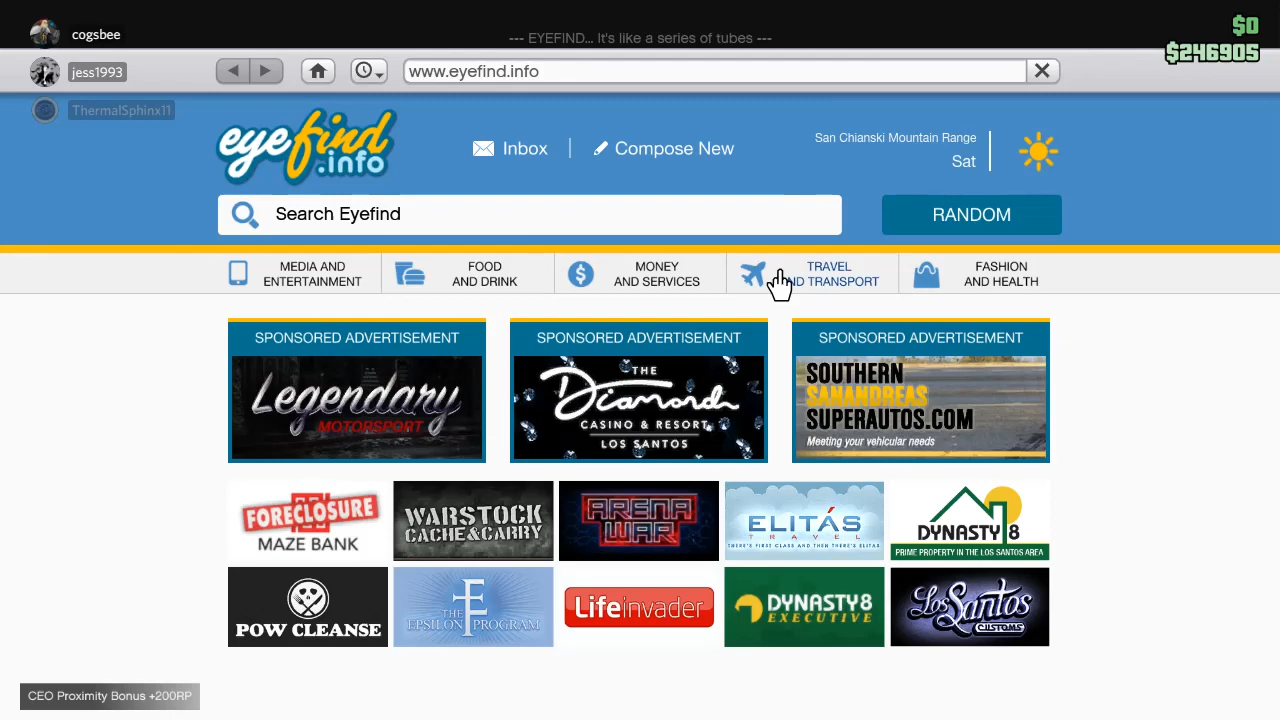 cogsbee
--- EYEFIND... It's like a series of tubes ---
$0
$246905
jess1993
www.eyefind.info
ThermalSphinx11
eyefind
.info
Inbox
Compose New
San Chianski Mountain Range
Sat
Search Eyefind
RANDOM
MEDIA AND
ENTERTAINMENT
FOOD
AND DRINK
MONEY
AND SERVICES
TRAVEL
AND TRANSPORT
FASHION
AND HEALTH
SPONSORED ADVERTISEMENT
Legendary
MOTORSPORT
SPONSORED ADVERTISEMENT
THE
Diamond
CASINO & RESORT
LOS SANTOS
SPONSORED ADVERTISEMENT
SOUTHERN
SANANDREAS
SUPERAUTOS.COM
Meeting your vehicular needs
FORECLOSURE
MAZE BANK
WARSTOCK
CACHE&CARRY
ARENA
WAR
ELITÁS
TRAVEL
THERE'S FIRST CLASS AND THEN THERE'S ELITAS
DYNASTY 8
PRIME PROPERTY IN THE LOS SANTOS AREA
POW CLEANSE
THE
EPSILON PROGRAM
Lifeinvader
DYNASTY 8
EXECUTIVE
Los Santos
CUSTOMS
CEO Proximity Bonus +200RP